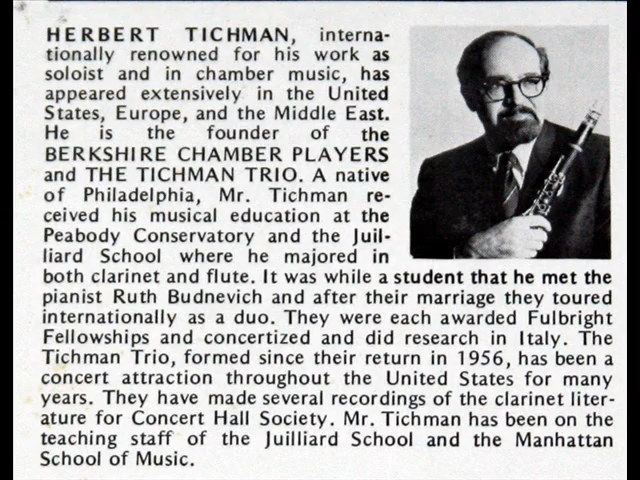 HERBERT TICHMAN, interna-
tionally renowned for his work as
soloist and in chamber music, has
appeared extensively in the United
States, Europe, and the Middle East.
He is the founder of the
BERKSHIRE CHAMBER PLAYERS
and THE TICHMAN TRIO. A native
of Philadelphia, Mr. Tichman re-
ceived his musical education at the
Peabody Conservatory and the Juil-
liard School where he majored in
both clarinet and flute. It was while a student that he met the
pianist Ruth Budnevich and after their marriage they toured
internationally as a duo. They were each awarded Fulbright
Fellowships and concertized and did research in Italy. The
Tichman Trio, formed since their return in 1956, has been a
concert attraction throughout the United States for many
years. They have made several recordings of the clarinet liter-
ature for Concert Hall Society. Mr. Tichman has been on the
teaching staff of the Juilliard School and the Manhattan
School of Music.